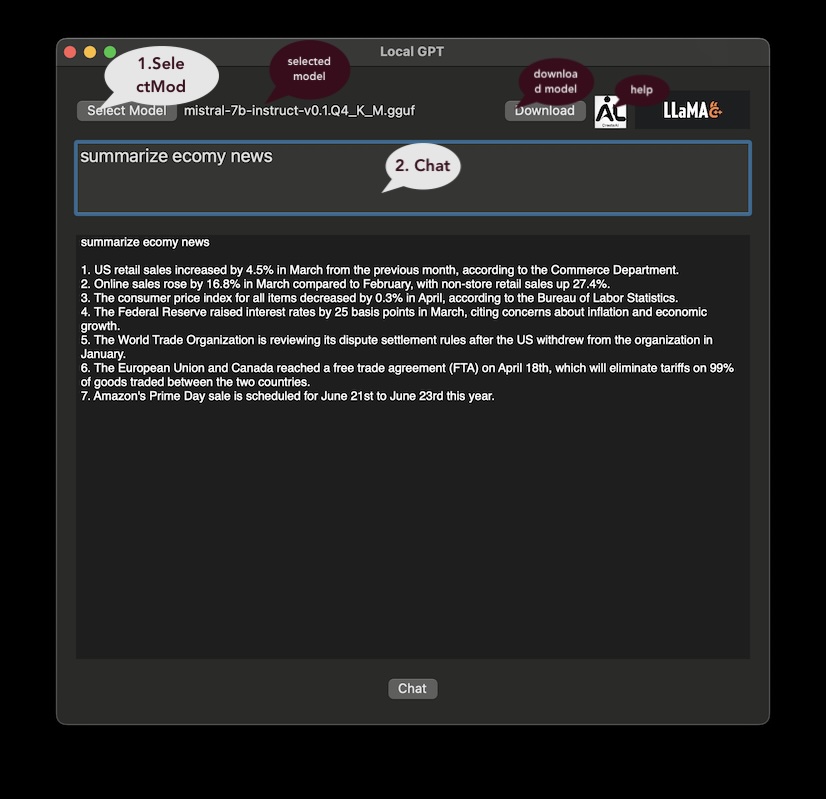 Local GPT
1.Sele
ctMod
selected
model
downloa
d model
help
Select Model
mistral-7b-instruct-v0.1.Q4_K_M.gguf
Download
AC
LLaMA
summarize ecomy news
2. Chat
summarize ecomy news
1. US retail sales increased by 4.5% in March from the previous month, according to the Commerce Department.
2. Online sales rose by 16.8% in March compared to February, with non-store retail sales up 27.4%.
3. The consumer price index for all items decreased by 0.3% in April, according to the Bureau of Labor Statistics.
4. The Federal Reserve raised interest rates by 25 basis points in March, citing concerns about inflation and economic
growth.
5. The World Trade Organization is reviewing its dispute settlement rules after the US withdrew from the organization in
January.
6. The European Union and Canada reached a free trade agreement (FTA) on April 18th, which will eliminate tariffs on 99%
of goods traded between the two countries.
7. Amazon's Prime Day sale is scheduled for June 21st to June 23rd this year.
Chat